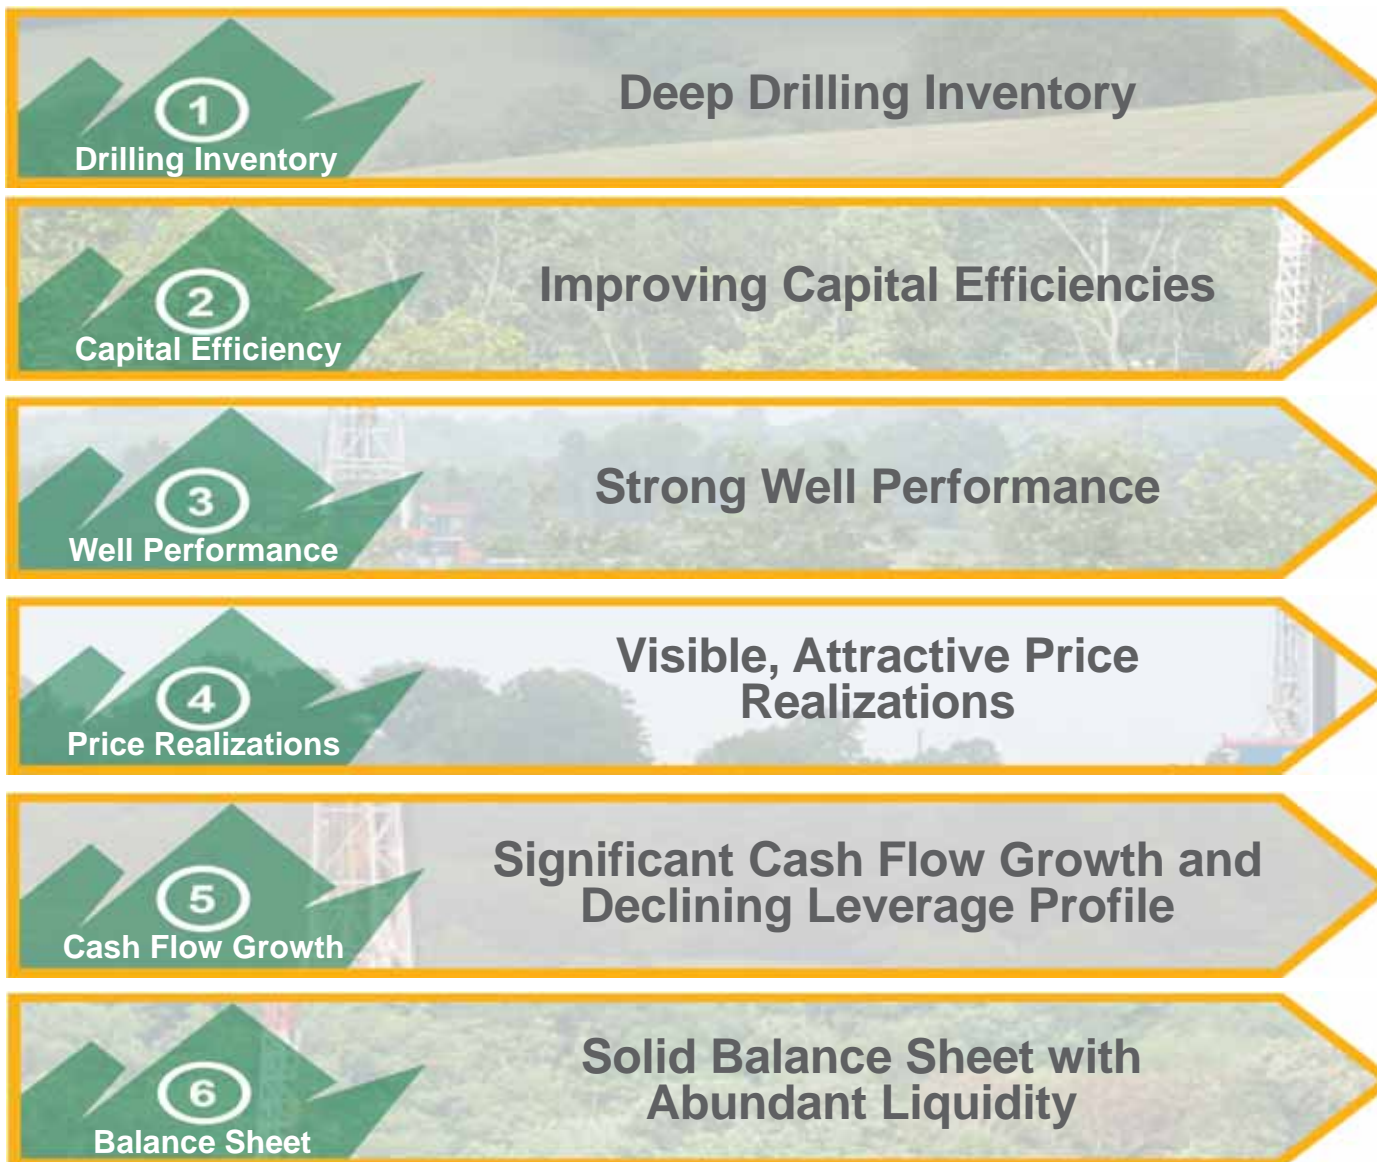 1
Drilling Inventory
Deep Drilling Inventory
2
Capital Efficiency
Improving Capital Efficiencies
3
Well Performance
Strong Well Performance
4
Price Realizations
Visible, Attractive Price
Realizations
5
Cash Flow Growth
Significant Cash Flow Growth and
Declining Leverage Profile
6
Balance Sheet
Solid Balance Sheet with
Abundant Liquidity